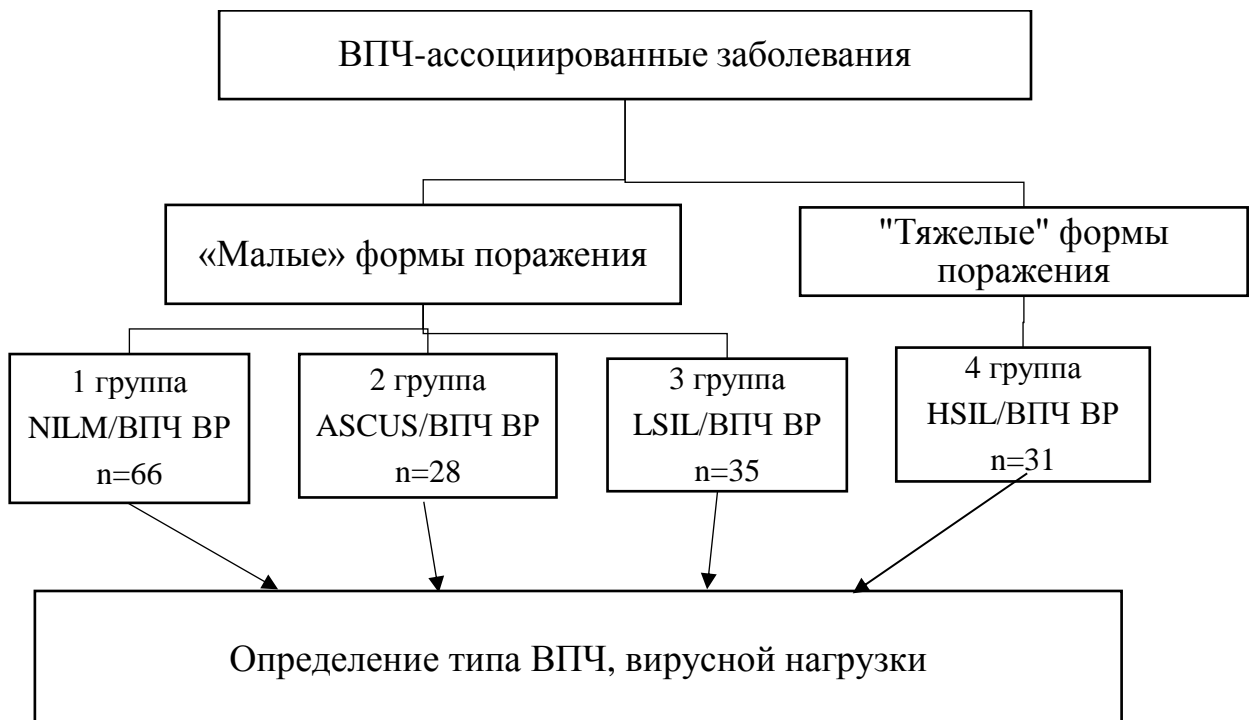 ВПЧ-ассоциированные заболевания
«Малые» формы поражения
"Тяжелые" формы
поражения
1 группа
NILM/ВПЧ ВР
n=66
2 группа
ASCUS/ВПЧ ВР
n=28
3 группа
LSIL/ВПЧ ВР
n=35
4 группа
HSIL/ВПЧ ВР
n=31
Определение типа ВПЧ, вирусной нагрузки